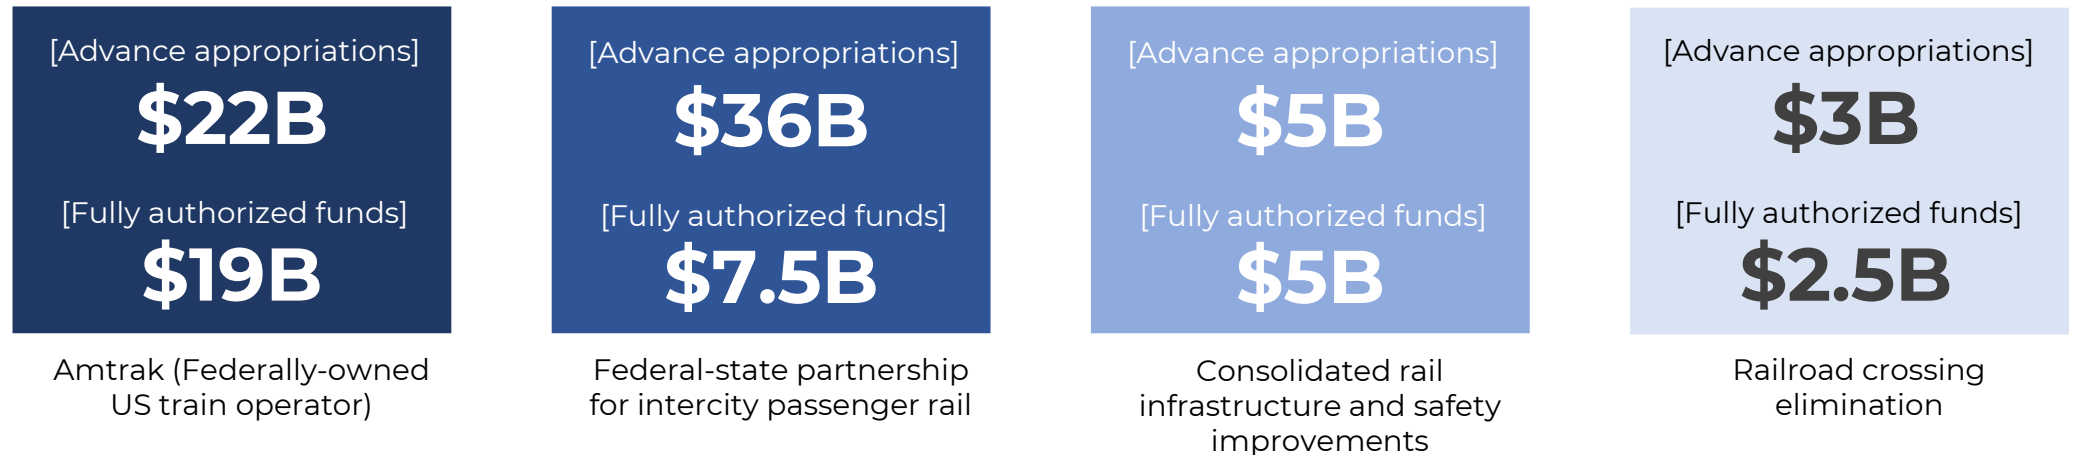 [Advance appropriations]
$22B
[Fully authorized funds]
$19B
Amtrak (Federally-owned
US train operator)
[Advance appropriations]
$36B
[Fully authorized funds]
$7.5B
Federal-state partnership
for intercity passenger rail
[Advance appropriations]
$5B
[Fully authorized funds]
$5B
Consolidated rail
infrastructure and safety
improvements
[Advance appropriations]
$3B
[Fully authorized funds]
$2.5B
Railroad crossing
elimination